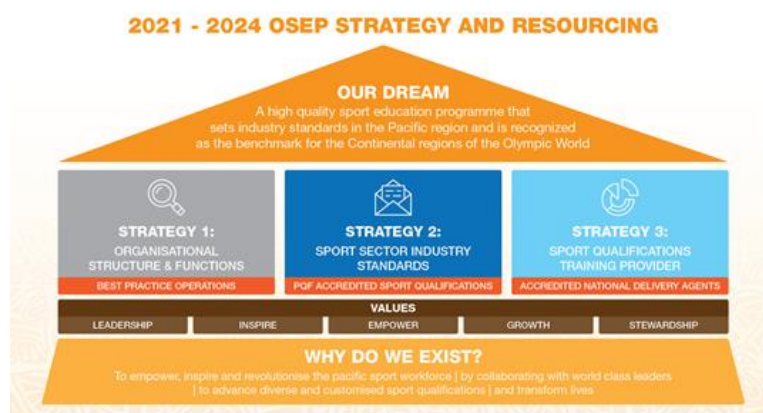 2021 - 2024 OSEP STRATEGY AND RESOURCING
OUR DREAM
A high quality sport education programme that
sets industry standards in the Pacific region and is recognized
as the benchmark for the Continental regions of the Olympic World
STRATEGY 1:
ORGANISATIONAL
STRUCTURE & FUNCTIONS
BEST PRACTICE OPERATIONS
STRATEGY 2:
SPORT SECTOR INDUSTRY
STANDARDS
PQF ACCREDITED SPORT QUALIFICATIONS
STRATEGY 3:
SPORT QUALIFICATIONS
TRAINING PROVIDER
ACCREDITED NATIONAL DELIVERY AGENTS
VALUES
LEADERSHIP
INSPIRE
EMPOWER
GROWTH
STEWARDSHIP
WHY DO WE EXIST?
To empower, inspire and revolutionise the pacific sport workforce | by collaborating with world class leaders
| to advance diverse and customised sport qualifications | and transform lives